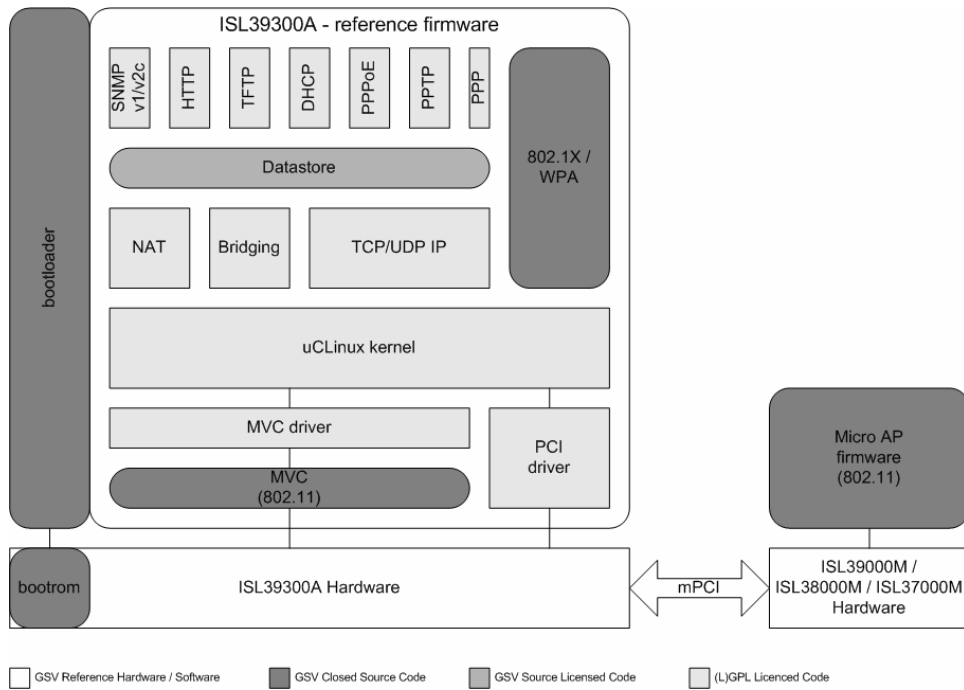 ISL39300A - reference firmware
bootloader
SNMP
v1/v2c
HTTP
TFTP
DHCP
PPPoE
PPTP
PPP
802.1X /
WPA
Datastore
NAT
Bridging
TCP/UDP IP
uCLinux kernel
MVC driver
PCI
driver
MVC
(802.11)
Micro AP
firmware
(802.11)
bootrom
ISL39300A Hardware
mPCI
ISL39000M /
ISL38000M / ISL37000M
Hardware
GSV Reference Hardware / Software
GSV Closed Source Code
GSV Source Licensed Code
(L)GPL Licenced Code